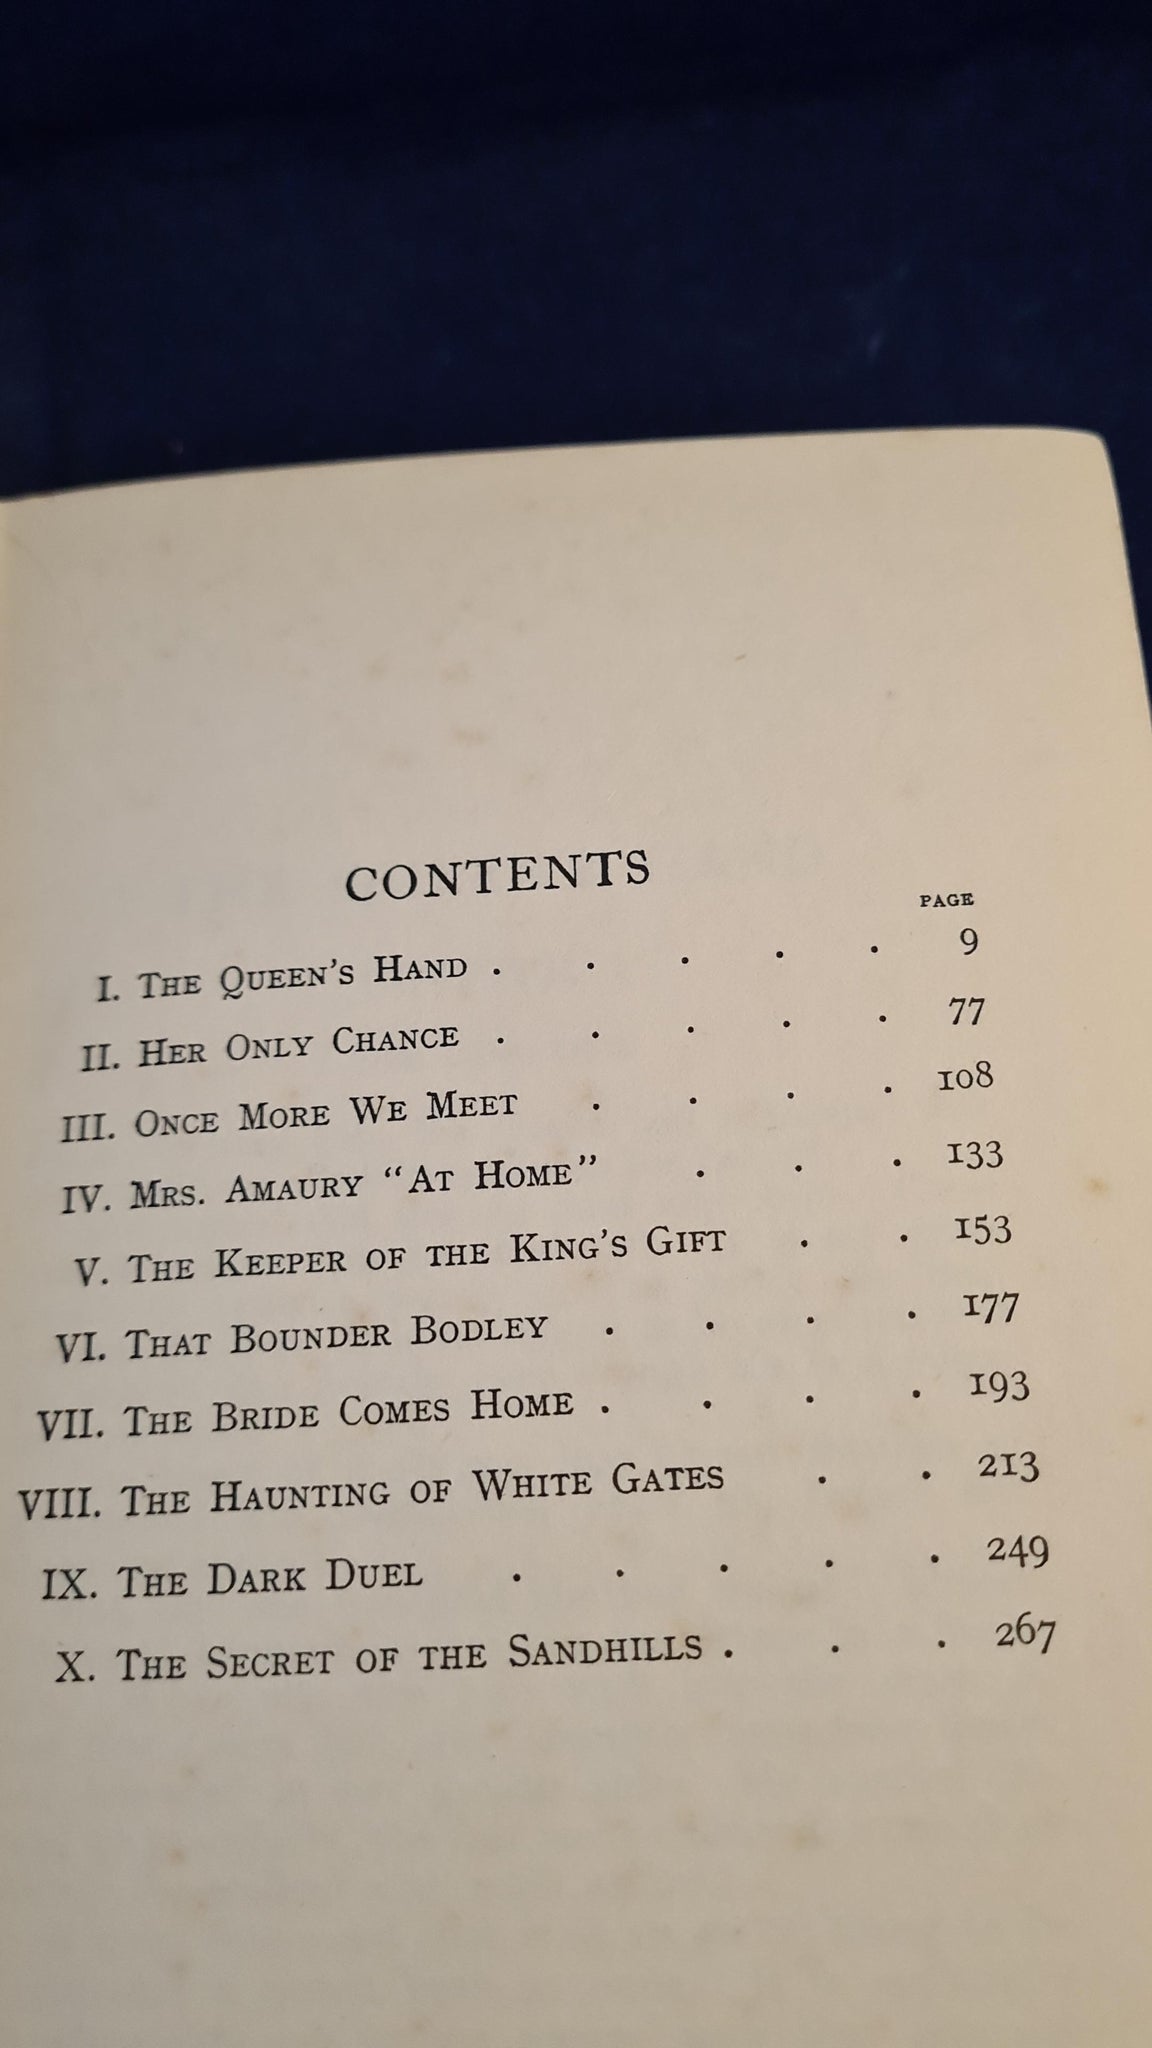 CONTENTS
PAGE
I. The Queen's Hand . . . . . 9
II. Her Only Chance . . . . . 77
III. Once More We Meet . . . . 108
IV. Mrs. Amaury "At Home" . . . 133
V. The Keeper of the King's Gift . . 153
VI. That Bounder Bodley . . . . 177
VII. The Bride Comes Home . . . . 193
VIII. The Haunting of White Gates . . 213
IX. The Dark Duel . . . . . 249
X. The Secret of the Sandhills . . . 267